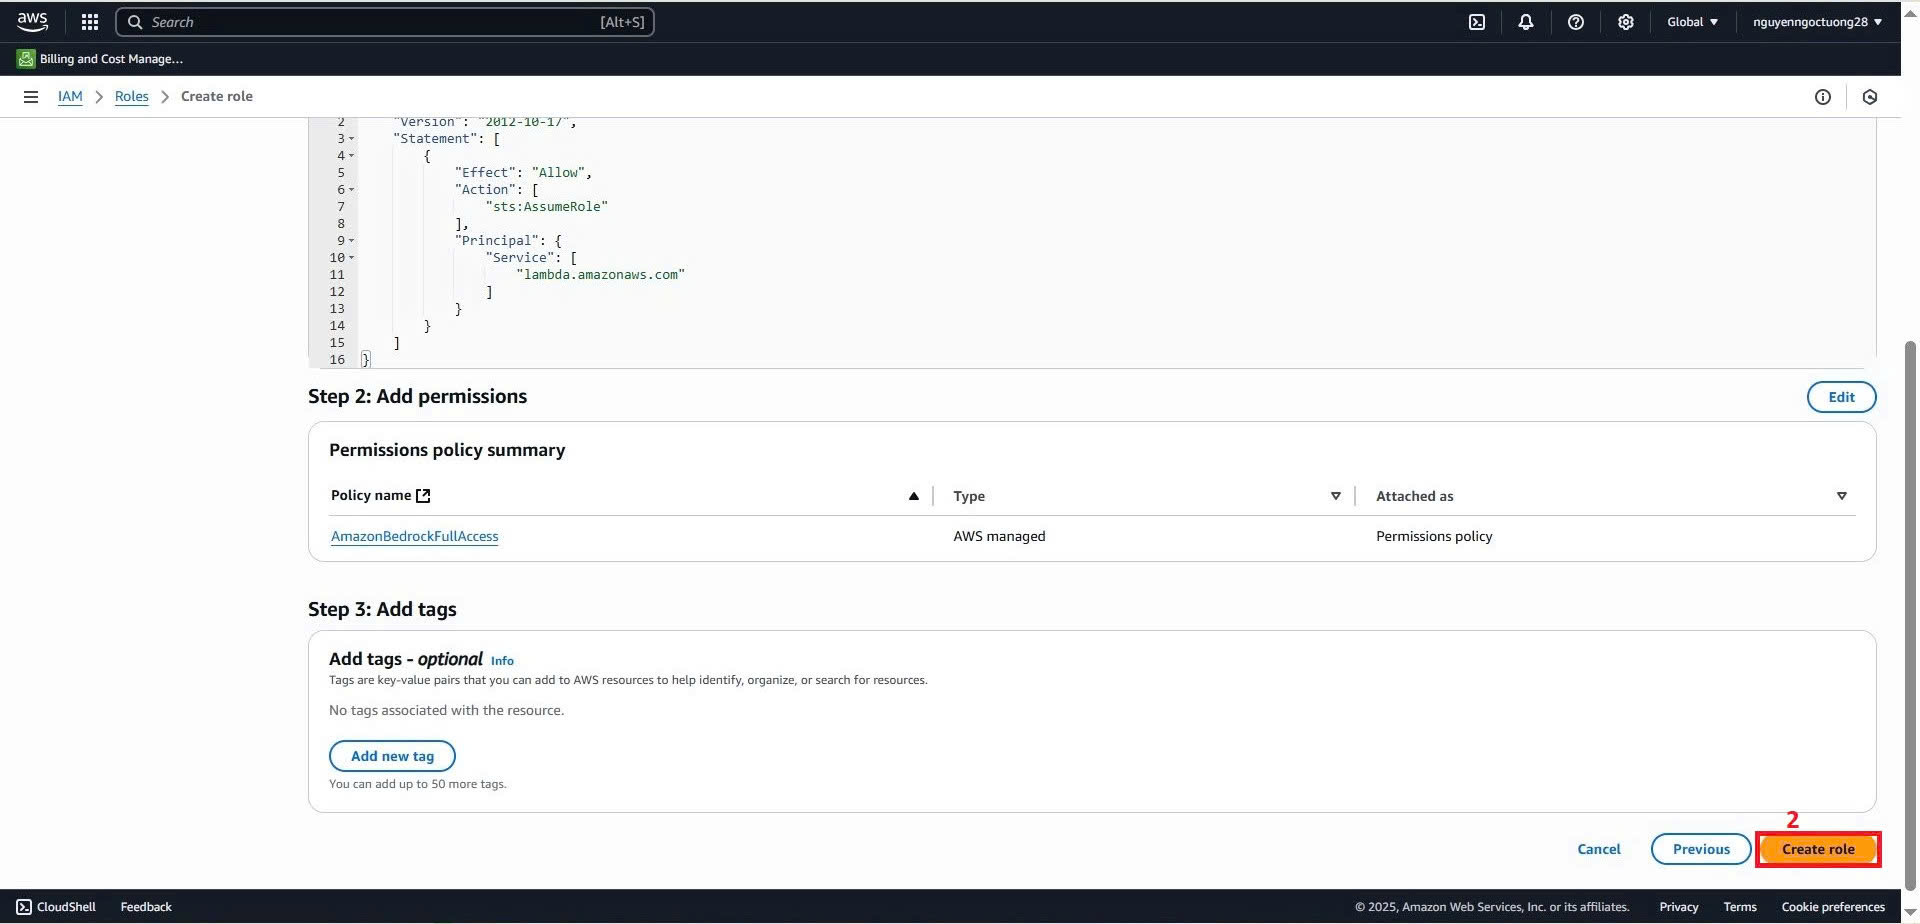 aws Search [Alt+S] Global nguyenngoctuong28
Billing and Cost Manage...
IAM Roles Create role
2 "Version": "2012-10-17",
3 "Statement": [
4 {
5 "Effect": "Allow",
6 "Action": [
7 "sts:AssumeRole"
8 ],
9 "Principal": {
10 "Service": [
11 "lambda.amazonaws.com"
12 ]
13 }
14 }
15 ]
16 }
Step 2: Add permissions Edit
Permissions policy summary
Policy name Type Attached as
AmazonBedrockFullAccess AWS managed Permissions policy
Step 3: Add tags
Add tags - optional Info
Tags are key-value pairs that you can add to AWS resources to help identify, organize, or search for resources.
No tags associated with the resource.
Add new tag
You can add up to 50 more tags.
2
Cancel Previous Create role
CloudShell Feedback © 2025, Amazon Web Services, Inc. or its affiliates. Privacy Terms Cookie preferences